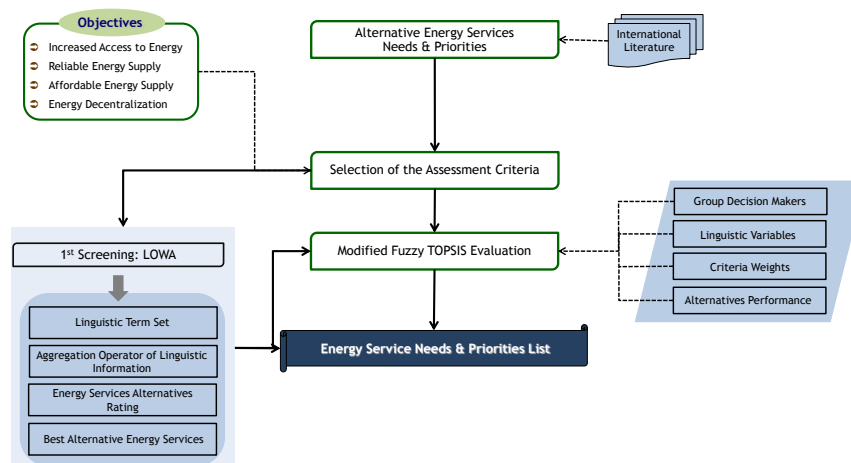 Objectives
Increased Access to Energy
Reliable Energy Supply
Affordable Energy Supply
Energy Decentralization
Alternative Energy Services
Needs & Priorities
International
Literature
Selection of the Assessment Criteria
Group Decision Makers
Linguistic Variables
Criteria Weights
Alternatives Performance
1st Screening: LOWA
Modified Fuzzy TOPSIS Evaluation
Linguistic Term Set
Aggregation Operator of Linguistic
Information
Energy Services Alternatives
Rating
Best Alternative Energy Services
Energy Service Needs & Priorities List